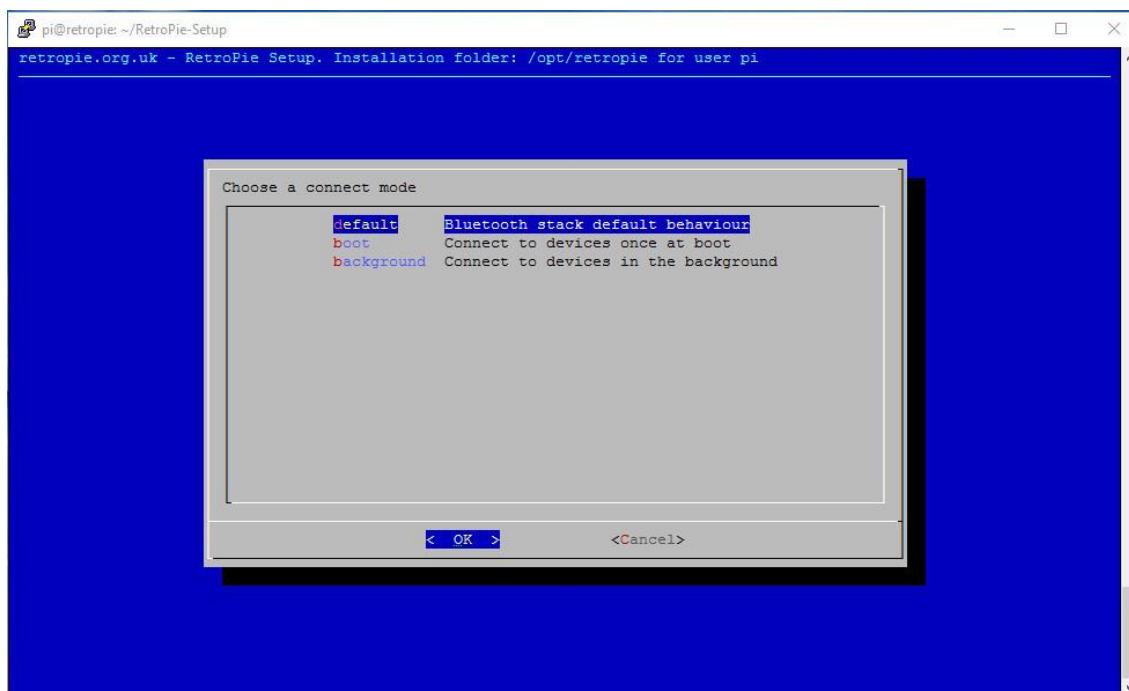 pi@retropie: ~/RetroPie-Setup
retropie.org.uk - RetroPie Setup. Installation folder: /opt/retropie for user pi
Choose a connect mode
default Bluetooth stack default behaviour
boot Connect to devices once at boot
background Connect to devices in the background
< OK > <Cancel>